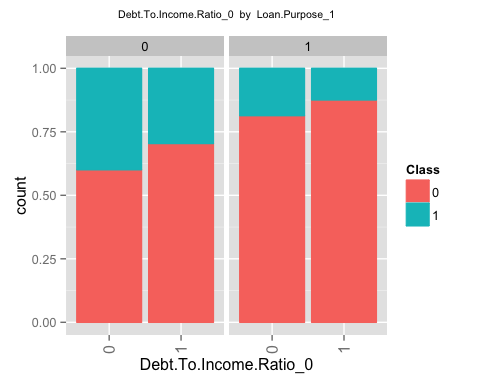 Debt.To.Income.Ratio_0 by Loan.Purpose_1
0 1
1.00
0.75
0.50
0.25
0.00
count
0 1 0 1
Debt.To.Income.Ratio_0
Class
0
1